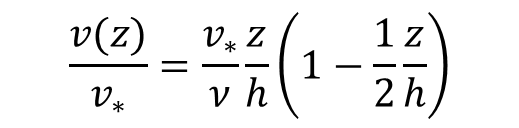 v(z)/v_* = v_*/ν z/h (1 − 1/2 z/h)